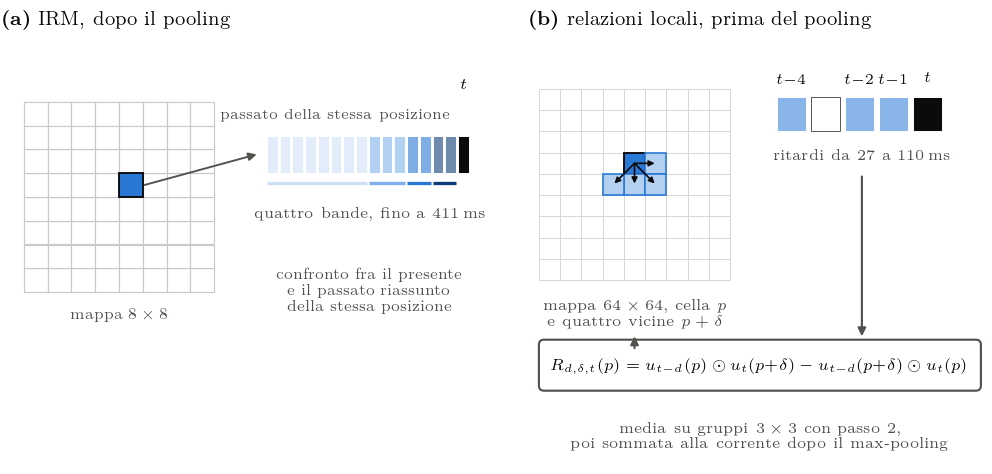 (a) IRM, dopo il pooling
t
passato della stessa posizione
quattro bande, fino a 411 ms
confronto fra il presente
e il passato riassunto
della stessa posizione
mappa 8 × 8
(b) relazioni locali, prima del pooling
t−4 t−2 t−1 t
ritardi da 27 a 110 ms
mappa 64 × 64, cella p
e quattro vicine p + δ
R_{d,δ,t}(p) = u_{t−d}(p) ⊙ u_t(p+δ) − u_{t−d}(p+δ) ⊙ u_t(p)
media su gruppi 3 × 3 con passo 2,
poi sommata alla corrente dopo il max-pooling